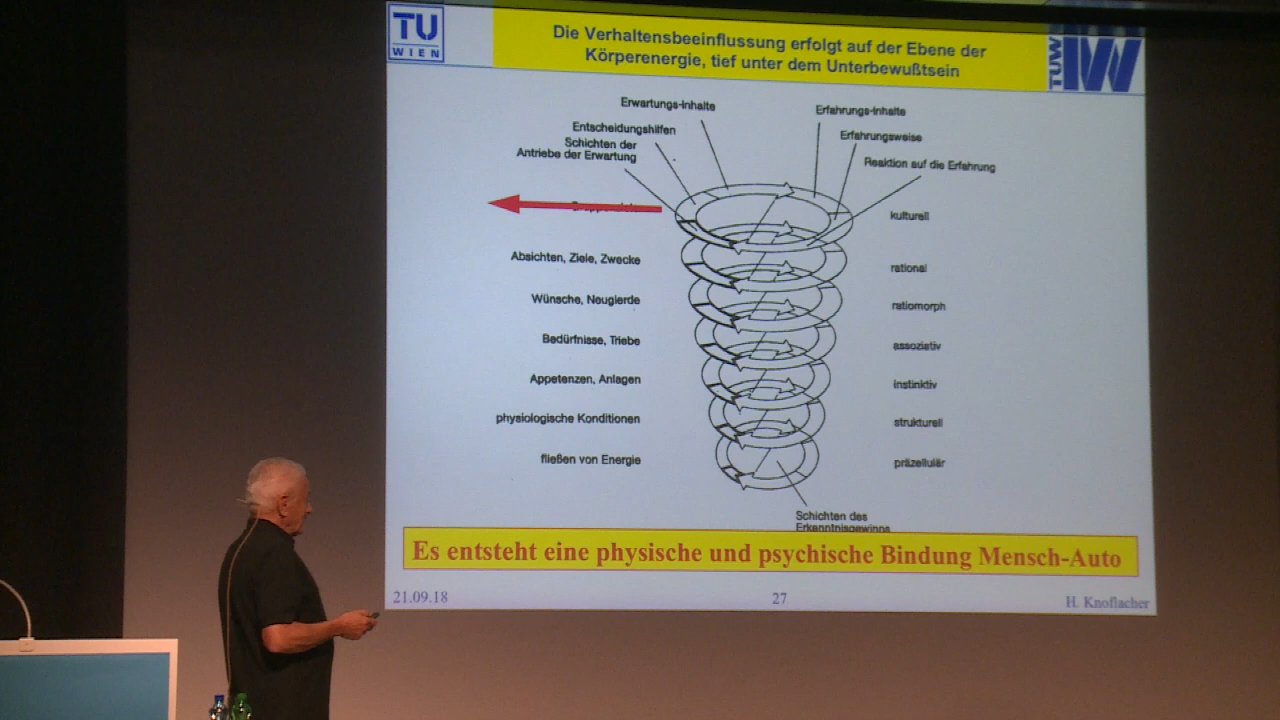 TU
WIEN
Die Verhaltensbeeinflussung erfolgt auf der Ebene der
Körperenergie, tief unter dem Unterbewußtsein
TUW
IVV
Erwartungs-Inhalte
Erfahrungs-Inhalte
Entscheidungshilfen
Erfahrungsweise
Schichten der
Antriebe der Erwartung
Reaktion auf die Erfahrung
kulturell
Absichten, Ziele, Zwecke
rational
Wünsche, Neugierde
ratiomorph
Bedürfnisse, Triebe
assoziativ
Appetenzen, Anlagen
instinktiv
physiologische Konditionen
strukturell
fließen von Energie
präzellulär
Schichten des
Erkenntnisgewinns
Es entsteht eine physische und psychische Bindung Mensch-Auto
21.09.18
27
H. Knoflacher